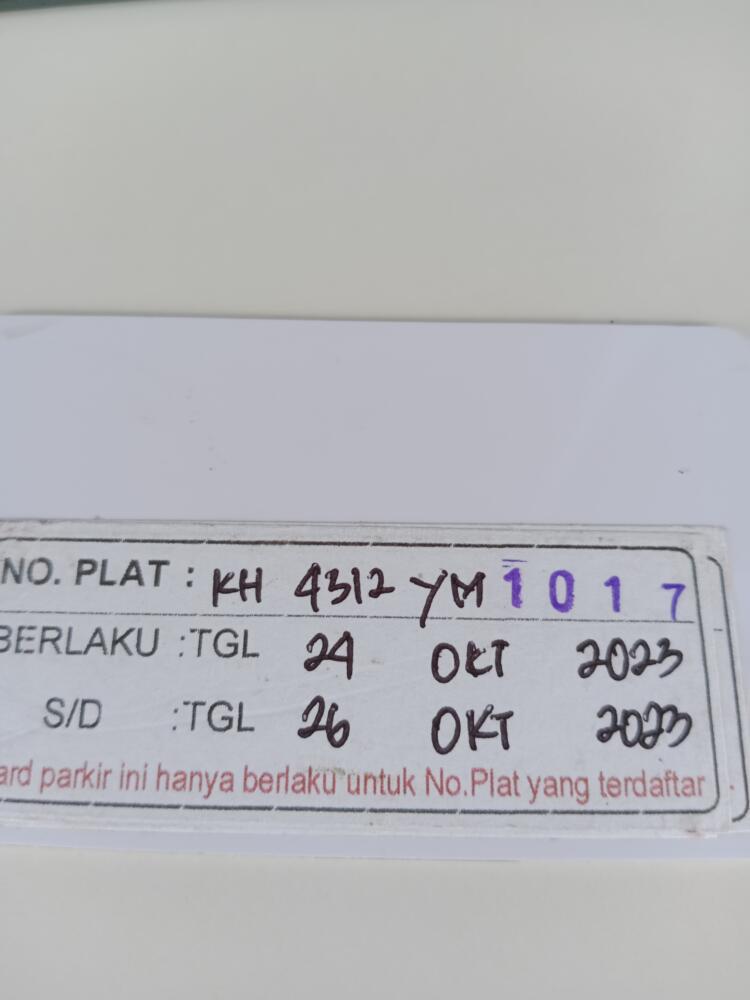 NO. PLAT : KH 4312 YM 1017
BERLAKU :TGL 24 OKT 2023
S/D :TGL 26 OKT 2023
ard parkir ini hanya berlaku untuk No.Plat yang terdaftar